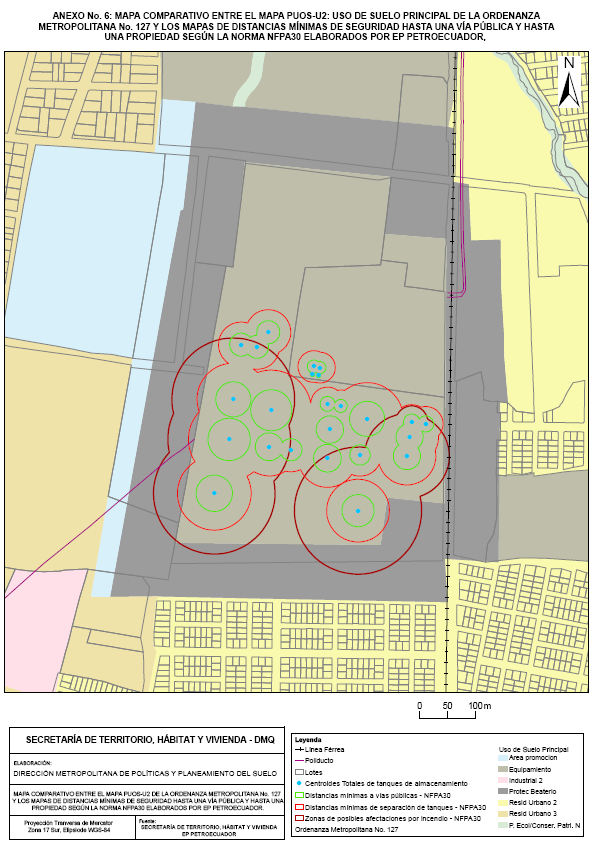 ANEXO No. 6: MAPA COMPARATIVO ENTRE EL MAPA PUOS-U2: USO DE SUELO PRINCIPAL DE LA ORDENANZA
METROPOLITANA No. 127 Y LOS MAPAS DE DISTANCIAS MÍNIMAS DE SEGURIDAD HASTA UNA VÍA PÚBLICA Y HASTA
UNA PROPIEDAD SEGÚN LA NORMA NFPA30 ELABORADOS POR EP PETROECUADOR,
N
0 50 100 m
SECRETARÍA DE TERRITORIO, HÁBITAT Y VIVIENDA - DMQ
ELABORACIÓN:
DIRECCIÓN METROPOLITANA DE POLÍTICAS Y PLANEAMIENTO DEL SUELO
MAPA COMPARATIVO ENTRE EL MAPA PUOS-U2 DE LA ORDENANZA METROPOLITANA No. 127
Y LOS MAPAS DE DISTANCIAS MÍNIMAS DE SEGURIDAD HASTA UNA VÍA PÚBLICA Y HASTA UNA
PROPIEDAD SEGÚN LA NORMA NFPA30 ELABORADOS POR EP PETROECUADOR.
Proyección Tranversa de Mercator
Zona 17 Sur, Elipsiode WGS-84
Fuente:
SECRETARÍA DE TERRITORIO, HÁBITAT Y VIVIENDA
EP PETROECUADOR
Leyenda
Línea Férrea
Poliducto
Lotes
Centroides Totales de tanques de almacenamiento
Distancias mínimas a vías públicas - NFPA30
Distancias mínimas de separación de tanques - NFPA30
Zonas de posibles afectaciones por incendio - NFPA30
Ordenanza Metropolitana No. 127
Uso de Suelo Principal
Área promocion
Equipamiento
Industrial 2
Protec Beaterio
Resid Urbano 2
Resid Urbano 3
P. Ecol/Conser. Patri. N